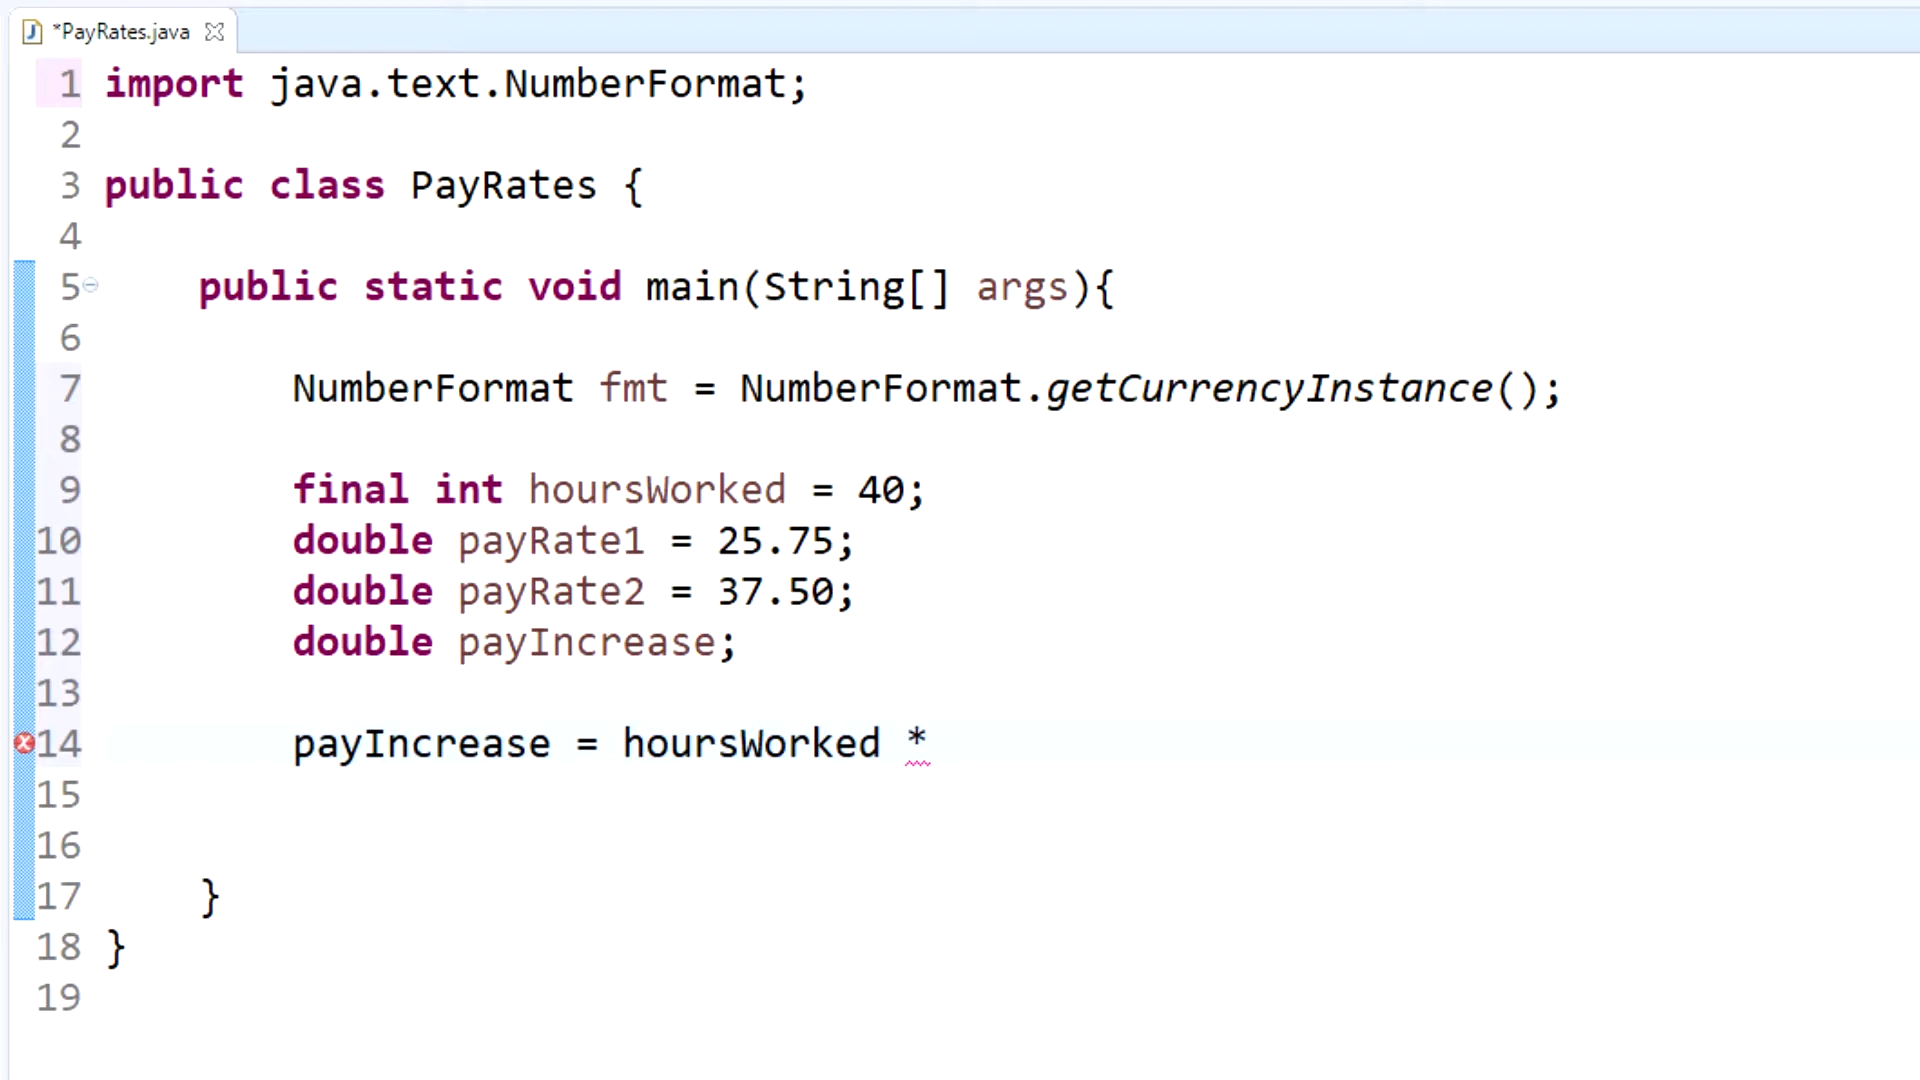 *PayRates.java
1 import java.text.NumberFormat;
2
3 public class PayRates {
4
5 public static void main(String[] args){
6
7 NumberFormat fmt = NumberFormat.getCurrencyInstance();
8
9 final int hoursWorked = 40;
10 double payRate1 = 25.75;
11 double payRate2 = 37.50;
12 double payIncrease;
13
14 payIncrease = hoursWorked *
15
16
17 }
18 }
19